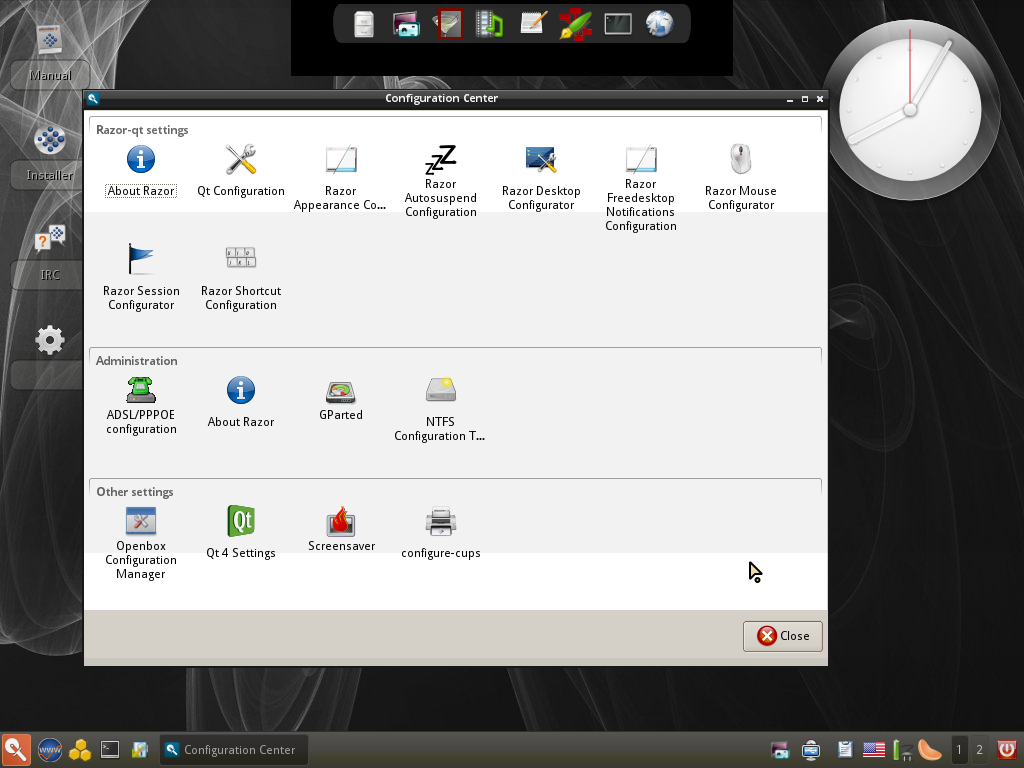 Manual
Installer
IRC
Configuration Center
Razor-qt settings
About Razor
Qt Configuration
Razor
Appearance Co...
Razor
Autosuspend
Configuration
Razor Desktop
Configurator
Razor
Freedesktop
Notifications
Configuration
Razor Mouse
Configurator
Razor Session
Configurator
Razor Shortcut
Configuration
Administration
ADSL/PPPOE
configuration
About Razor
GParted
NTFS
Configuration T...
Other settings
Openbox
Configuration
Manager
Qt
Qt 4 Settings
Screensaver
configure-cups
Close
WWW
Configuration Center
1
2